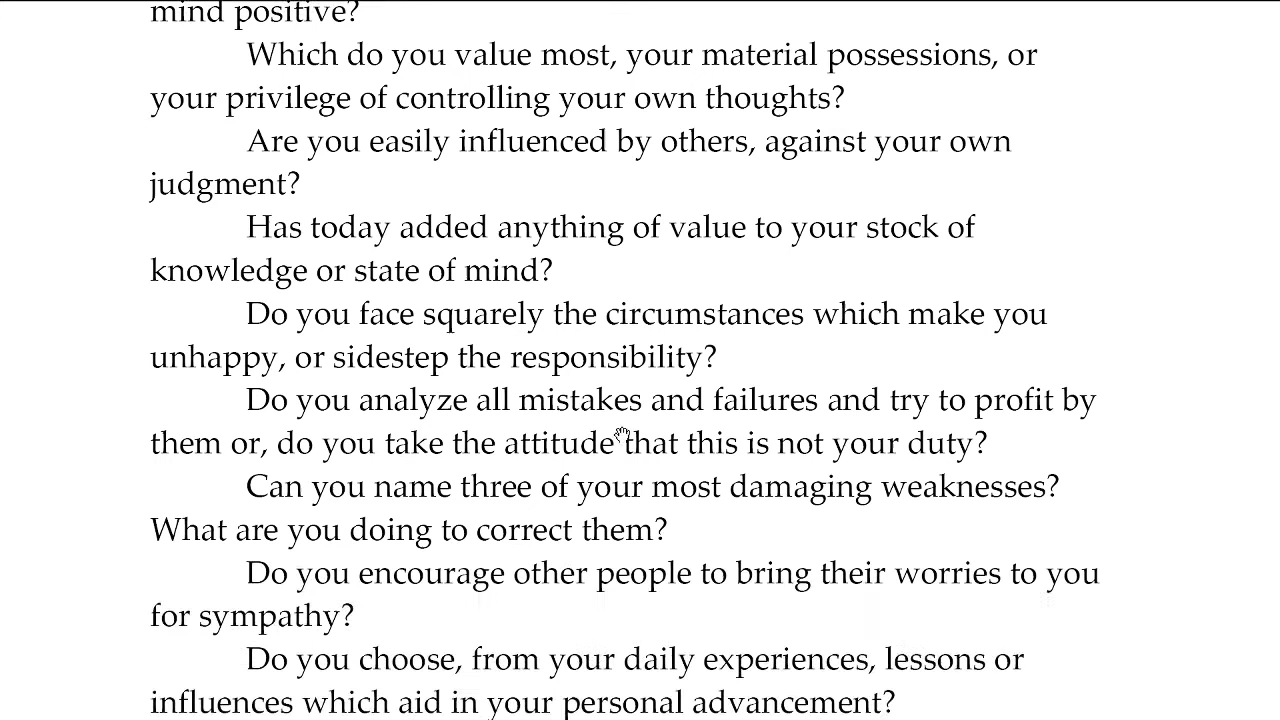 mind positive?
Which do you value most, your material possessions, or
your privilege of controlling your own thoughts?
Are you easily influenced by others, against your own
judgment?
Has today added anything of value to your stock of
knowledge or state of mind?
Do you face squarely the circumstances which make you
unhappy, or sidestep the responsibility?
Do you analyze all mistakes and failures and try to profit by
them or, do you take the attitude that this is not your duty?
Can you name three of your most damaging weaknesses?
What are you doing to correct them?
Do you encourage other people to bring their worries to you
for sympathy?
Do you choose, from your daily experiences, lessons or
influences which aid in your personal advancement?